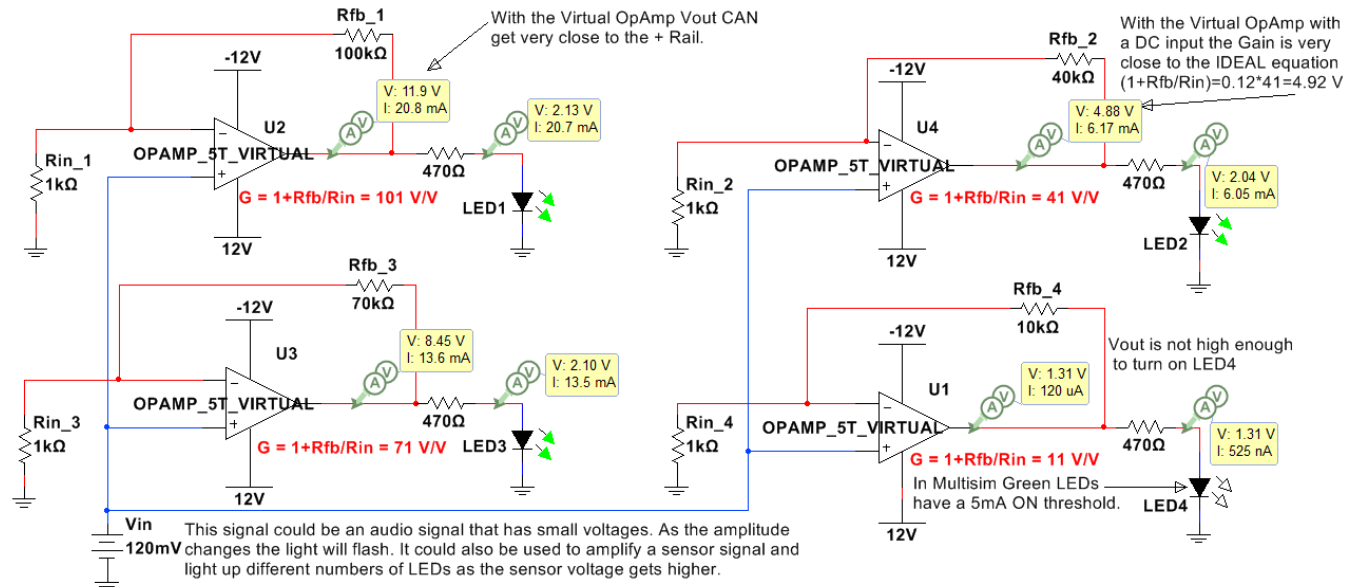 Rfb_1
100kΩ
With the Virtual OpAmp Vout CAN
get very close to the + Rail.
-12V
V: 11.9 V
I: 20.8 mA
V: 2.13 V
I: 20.7 mA
A V
A V
U2
OPAMP_5T_VIRTUAL
Rin_1
1kΩ
470Ω
G = 1+Rfb/Rin = 101 V/V
LED1
12V
Rfb_2
40kΩ
With the Virtual OpAmp with
a DC input the Gain is very
close to the IDEAL equation
(1+Rfb/Rin)=0.12*41=4.92 V
-12V
V: 4.88 V
I: 6.17 mA
A V
A V
U4
OPAMP_5T_VIRTUAL
Rin_2
1kΩ
470Ω
V: 2.04 V
I: 6.05 mA
G = 1+Rfb/Rin = 41 V/V
LED2
12V
Rfb_3
70kΩ
-12V
V: 8.45 V
I: 13.6 mA
V: 2.10 V
I: 13.5 mA
A V
A V
U3
OPAMP_5T_VIRTUAL
Rin_3
1kΩ
470Ω
G = 1+Rfb/Rin = 71 V/V
LED3
12V
Rfb_4
10kΩ
-12V
Vout is not high enough
to turn on LED4
V: 1.31 V
I: 120 uA
A V
A V
U1
OPAMP_5T_VIRTUAL
Rin_4
1kΩ
470Ω
V: 1.31 V
I: 525 nA
G = 1+Rfb/Rin = 11 V/V
In Multisim Green LEDs
have a 5mA ON threshold.
LED4
12V
Vin
120mV
This signal could be an audio signal that has small voltages. As the amplitude
changes the light will flash. It could also be used to amplify a sensor signal and
light up different numbers of LEDs as the sensor voltage gets higher.